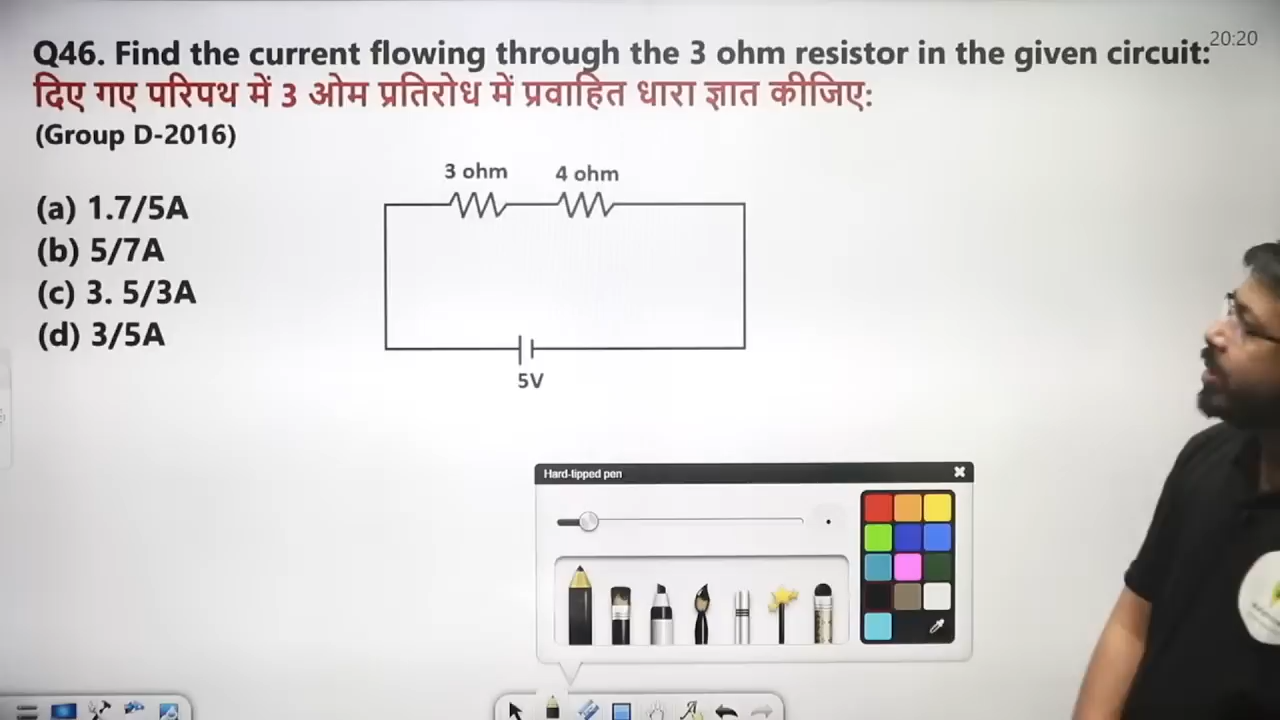 Q46. Find the current flowing through the 3 ohm resistor in the given circuit:
20:20
दिए गए परिपथ में 3 ओम प्रतिरोध में प्रवाहित धारा ज्ञात कीजिए:
(Group D-2016)
3 ohm 4 ohm
(a) 1.7/5A
(b) 5/7A
(c) 3. 5/3A
(d) 3/5A
5V
Hard-tipped pen